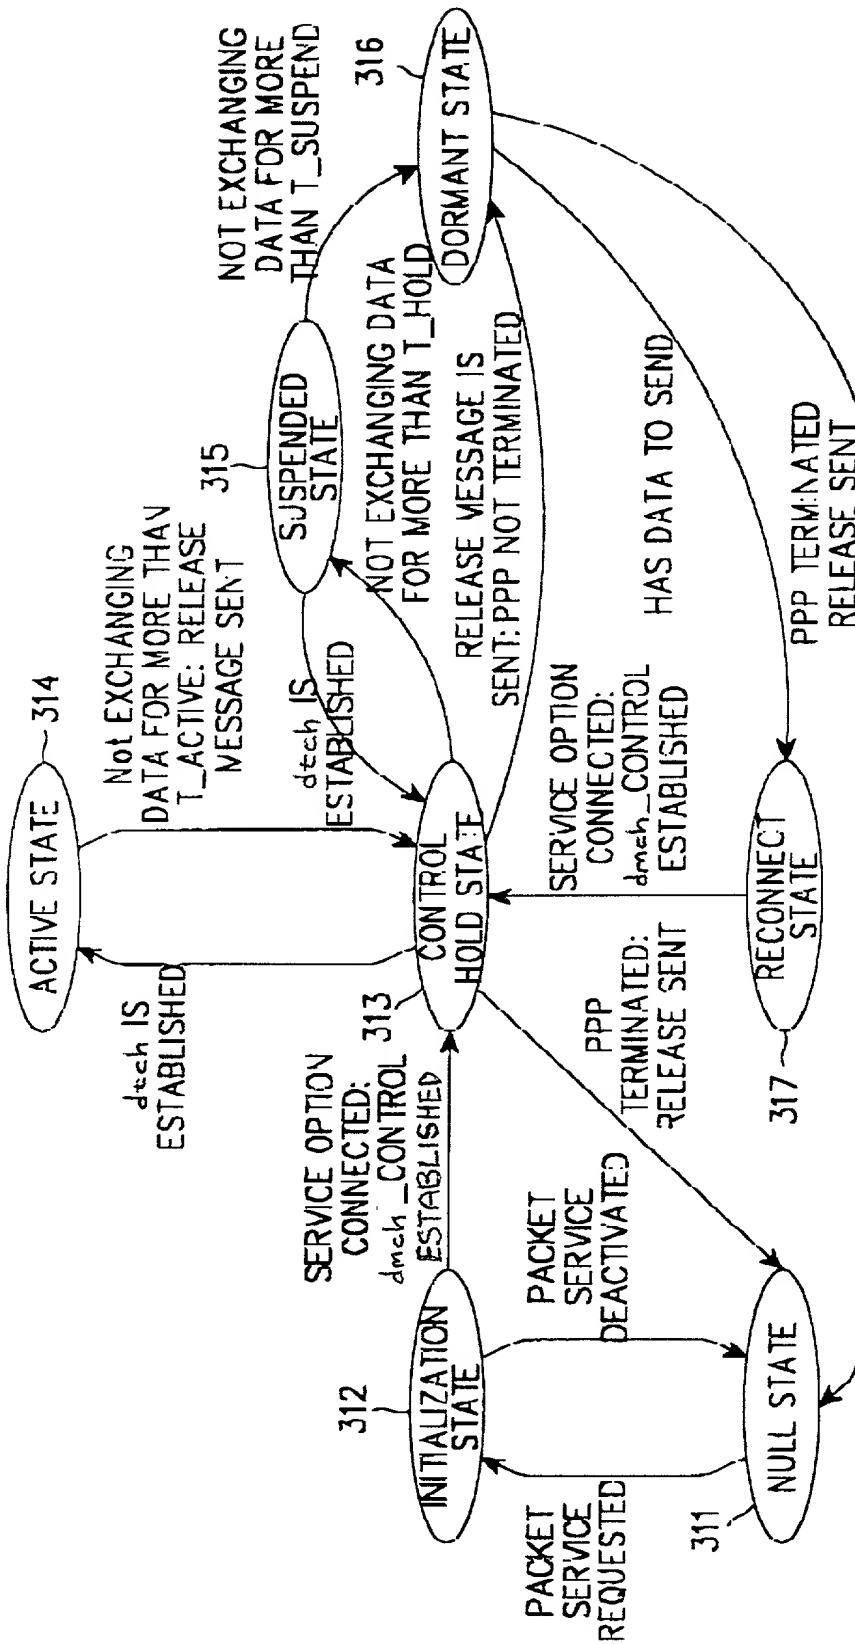 314
ACTIVE STATE
dtch IS
ESTABLISHED
Not EXCHANGING
DATA FOR MORE THAN
T_ACTIVE: RELEASE
MESSAGE SENT
315
SUSPENDED
STATE
NOT EXCHANGING
DATA FOR MORE
THAN T_SUSPEND
316
DORMANT STATE
dtch IS
ESTABLISHED
NOT EXCHANGING DATA
FOR MORE THAN T_HOLD
RELEASE MESSAGE IS
SENT: PPP NOT TERMINATED
312
INITIALIZATION
STATE
SERVICE OPTION
CONNECTED:
dmch_CONTROL
ESTABLISHED
313
CONTROL
HOLD STATE
SERVICE OPTION
CONNECTED:
dmch_CONTROL
ESTABLISHED
HAS DATA TO SEND
PACKET
SERVICE
REQUESTED
PACKET
SERVICE
DEACTIVATED
PPP
TERMINATED:
RELEASE SENT
311
NULL STATE
317
RECONNECT
STATE
PPP TERMINATED
RELEASE SENT